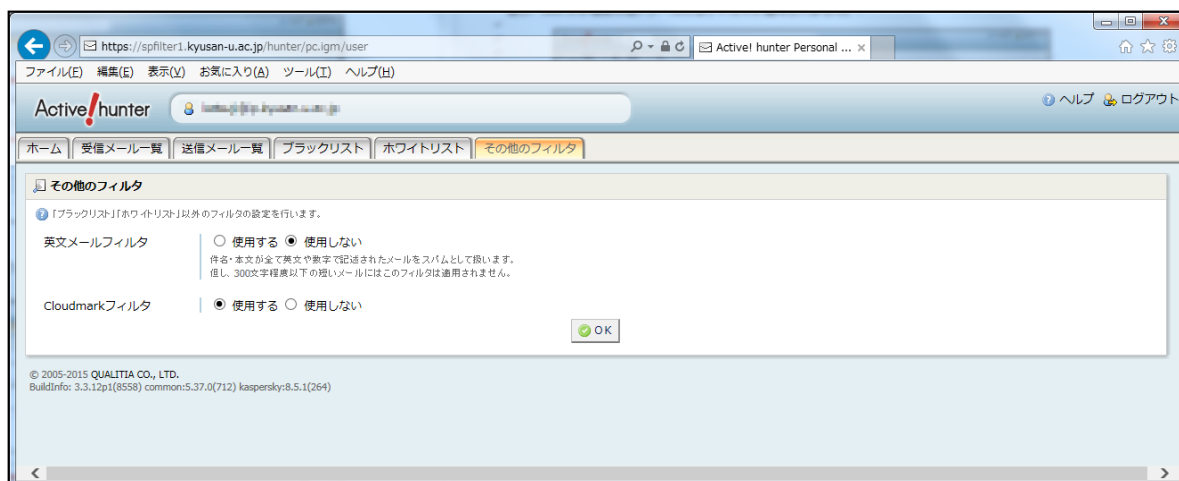 https://spfilter1.kyusan-u.ac.jp/hunter/pc.igm/user
Active! hunter Personal ...
ファイル(F) 編集(E) 表示(V) お気に入り(A) ツール(T) ヘルプ(H)
Active!hunter
ヘルプ ログアウト
ホーム 受信メール一覧 送信メール一覧 ブラックリスト ホワイトリスト その他のフィルタ
その他のフィルタ
「ブラックリスト」「ホワイトリスト」以外のフィルタの設定を行います。
英文メールフィルタ 使用する 使用しない
件名・本文が全て英文や数字で記述されたメールをスパムとして扱います。
但し、300文字程度以下の短いメールにはこのフィルタは適用されません。
Cloudmarkフィルタ 使用する 使用しない
OK
© 2005-2015 QUALITIA CO., LTD.
BuildInfo: 3.3.12p1(8558) common:5.37.0(712) kaspersky:8.5.1(264)